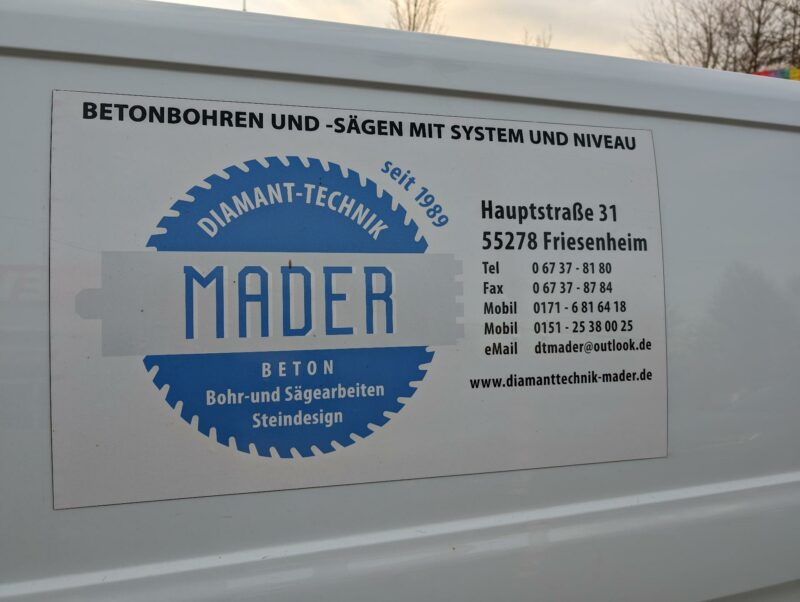 BETONBOHREN UND -SÄGEN MIT SYSTEM UND NIVEAU
seit 1989
DIAMANT-TECHNIK
MADER
BETON
Bohr-und Sägearbeiten
Steindesign
Hauptstraße 31
55278 Friesenheim
Tel 0 67 37 - 81 80
Fax 0 67 37 - 87 84
Mobil 0171 - 6 81 64 18
Mobil 0151 - 25 38 00 25
eMail dtmader@outlook.de
www.diamanttechnik-mader.de